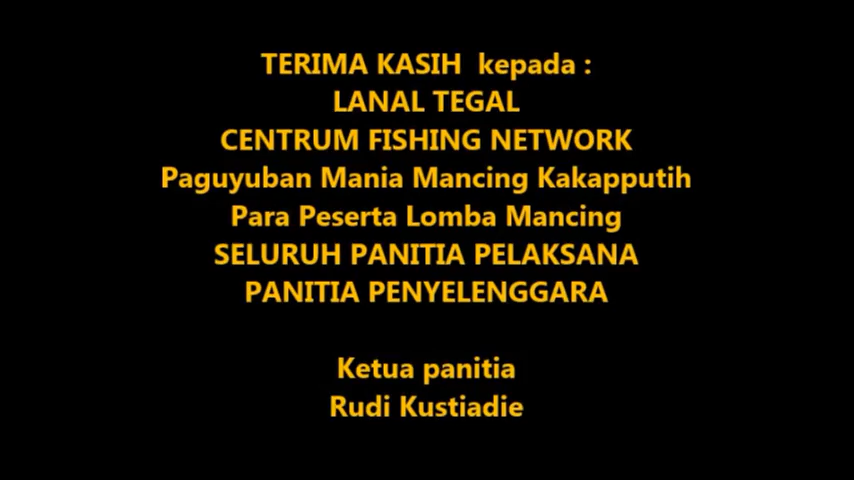 TERIMA KASIH  kepada :
LANAL TEGAL
CENTRUM FISHING NETWORK
Paguyuban Mania Mancing Kakapputih
Para Peserta Lomba Mancing
SELURUH PANITIA PELAKSANA
PANITIA PENYELENGGARA
Ketua panitia
Rudi Kustiadie